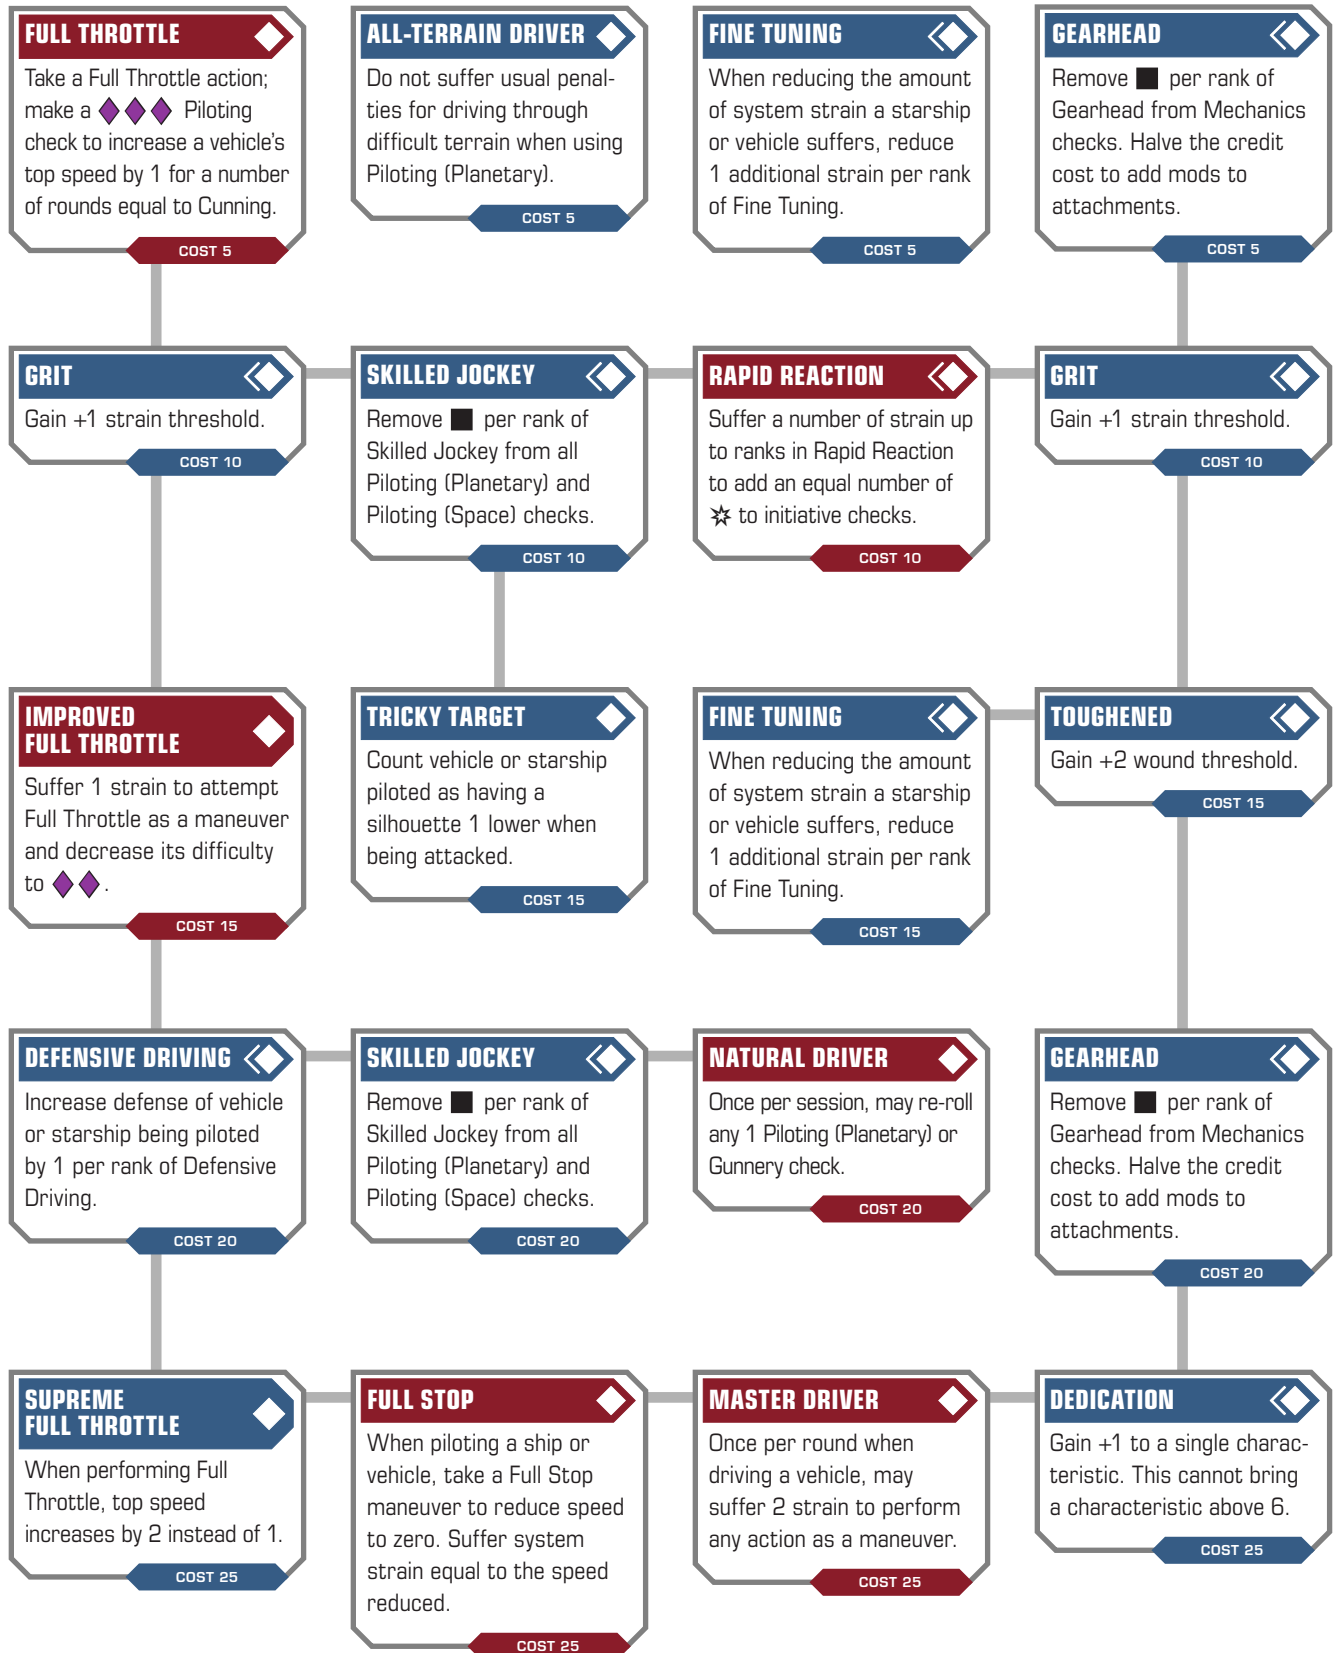 FULL THROTTLE
Take a Full Throttle action;
make a Piloting
check to increase a vehicle's
top speed by 1 for a number
of rounds equal to Cunning.
COST 5
ALL-TERRAIN DRIVER
Do not suffer usual penal-
ties for driving through
difficult terrain when using
Piloting (Planetary).
COST 5
FINE TUNING
When reducing the amount
of system strain a starship
or vehicle suffers, reduce
1 additional strain per rank
of Fine Tuning.
COST 5
GEARHEAD
Remove per rank of
Gearhead from Mechanics
checks. Halve the credit
cost to add mods to
attachments.
COST 5
GRIT
Gain +1 strain threshold.
COST 10
SKILLED JOCKEY
Remove per rank of
Skilled Jockey from all
Piloting (Planetary) and
Piloting (Space) checks.
COST 10
RAPID REACTION
Suffer a number of strain up
to ranks in Rapid Reaction
to add an equal number of
to initiative checks.
COST 10
GRIT
Gain +1 strain threshold.
COST 10
IMPROVED
FULL THROTTLE
Suffer 1 strain to attempt
Full Throttle as a maneuver
and decrease its difficulty
to .
COST 15
TRICKY TARGET
Count vehicle or starship
piloted as having a
silhouette 1 lower when
being attacked.
COST 15
FINE TUNING
When reducing the amount
of system strain a starship
or vehicle suffers, reduce
1 additional strain per rank
of Fine Tuning.
COST 15
TOUGHENED
Gain +2 wound threshold.
COST 15
DEFENSIVE DRIVING
Increase defense of vehicle
or starship being piloted
by 1 per rank of Defensive
Driving.
COST 20
SKILLED JOCKEY
Remove per rank of
Skilled Jockey from all
Piloting (Planetary) and
Piloting (Space) checks.
COST 20
NATURAL DRIVER
Once per session, may re-roll
any 1 Piloting (Planetary) or
Gunnery check.
COST 20
GEARHEAD
Remove per rank of
Gearhead from Mechanics
checks. Halve the credit
cost to add mods to
attachments.
COST 20
SUPREME
FULL THROTTLE
When performing Full
Throttle, top speed
increases by 2 instead of 1.
COST 25
FULL STOP
When piloting a ship or
vehicle, take a Full Stop
maneuver to reduce speed
to zero. Suffer system
strain equal to the speed
reduced.
COST 25
MASTER DRIVER
Once per round when
driving a vehicle, may
suffer 2 strain to perform
any action as a maneuver.
COST 25
DEDICATION
Gain +1 to a single charac-
teristic. This cannot bring
a characteristic above 6.
COST 25